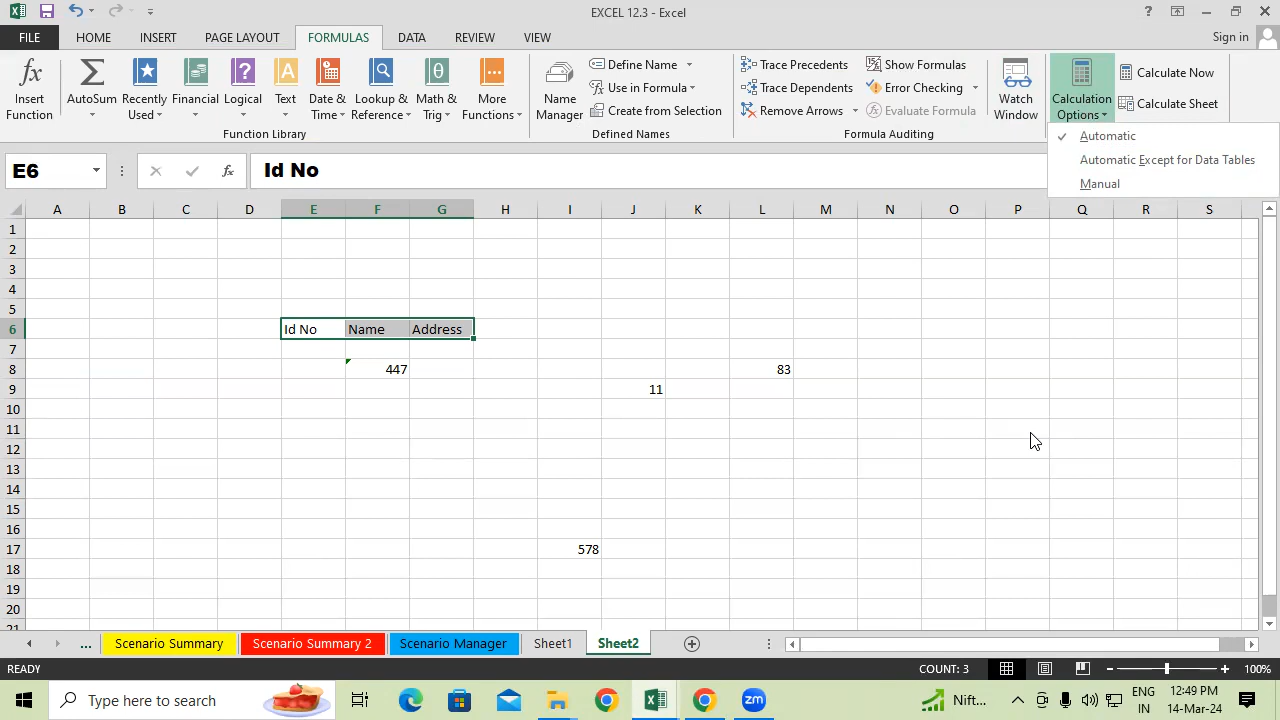 EXCEL 12.3 - Excel
FILE HOME INSERT PAGE LAYOUT FORMULAS DATA REVIEW VIEW Sign in
Insert Function
AutoSum
Recently Used
Financial
Logical
Text
Date & Time
Lookup & Reference
Math & Trig
More Functions
Function Library
Name Manager
Define Name
Use in Formula
Create from Selection
Defined Names
Trace Precedents
Trace Dependents
Remove Arrows
Show Formulas
Error Checking
Evaluate Formula
Formula Auditing
Watch Window
Calculation Options
Calculate Now
Calculate Sheet
Automatic
Automatic Except for Data Tables
Manual
E6 fx Id No
A B C D E F G H I J K L M N O P Q R S
1
2
3
4
5
6 Id No Name Address
7
8 447 83
9 11
10
11
12
13
14
15
16
17 578
18
19
20
21
... Scenario Summary Scenario Summary 2 Scenario Manager Sheet1 Sheet2
READY COUNT: 3 100%
Type here to search Nift... ENG 12:49 PM
IN 14-Mar-24